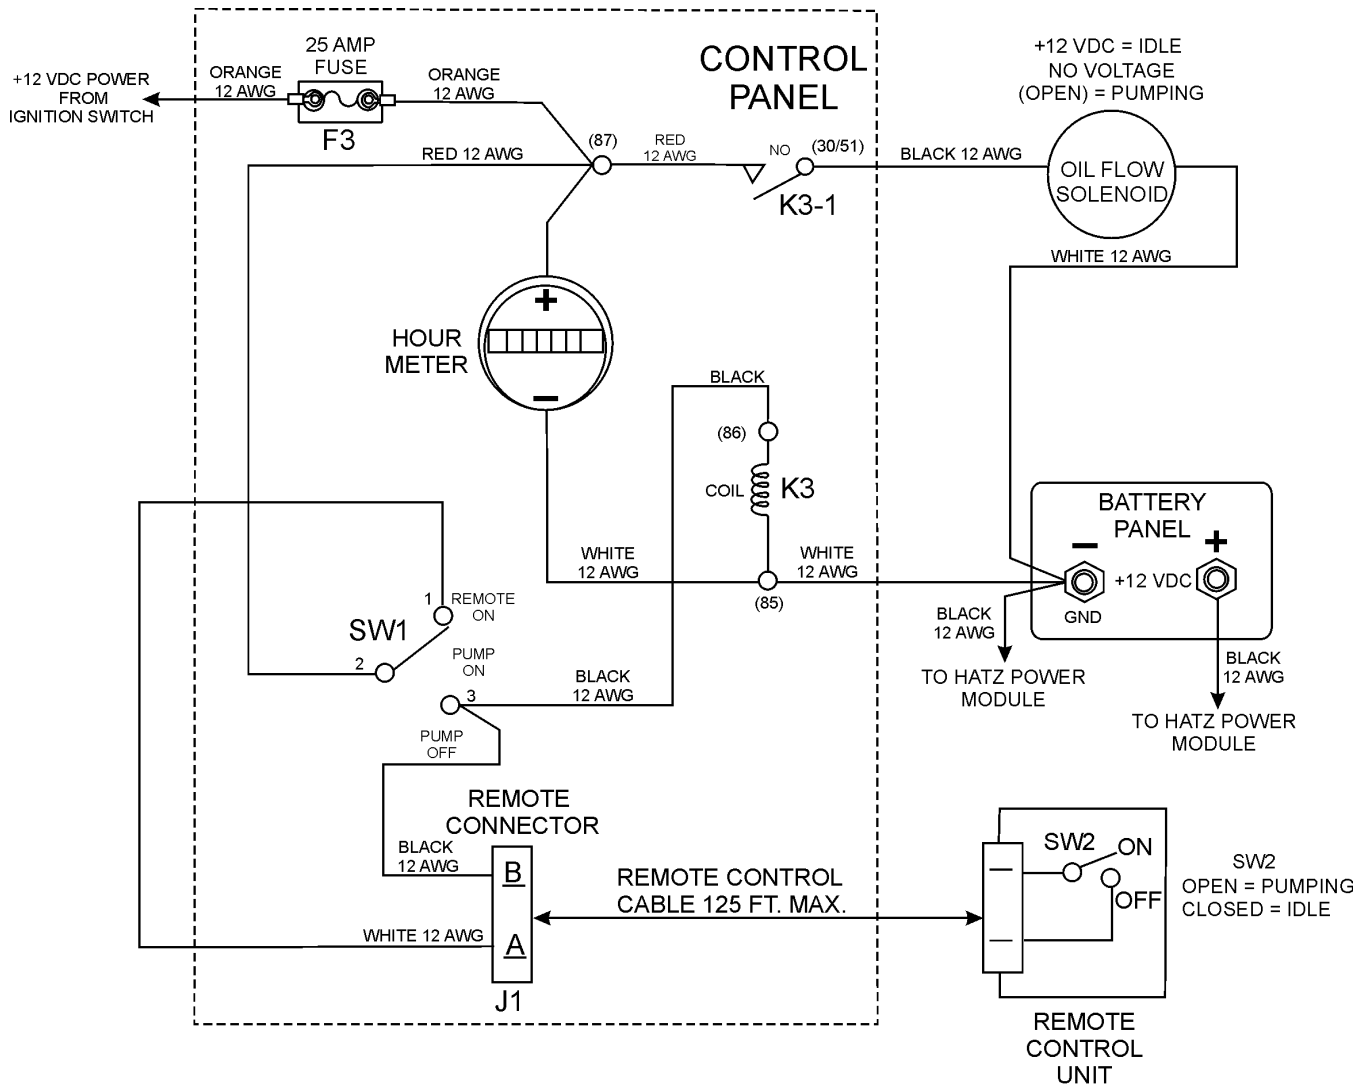 +12 VDC POWER
FROM
IGNITION SWITCH
ORANGE
12 AWG
25 AMP
FUSE
F3
ORANGE
12 AWG
CONTROL
PANEL
+12 VDC = IDLE
NO VOLTAGE
(OPEN) = PUMPING
RED 12 AWG
(87)
RED
12 AWG
NO
(30/51)
K3-1
BLACK 12 AWG
OIL FLOW
SOLENOID
WHITE 12 AWG
HOUR
METER
+
–
BLACK
(86)
COIL
K3
WHITE
12 AWG
(85)
WHITE
12 AWG
BATTERY
PANEL
–
+
+12 VDC
GND
BLACK
12 AWG
TO HATZ POWER
MODULE
BLACK
12 AWG
TO HATZ POWER
MODULE
1
REMOTE
ON
SW1
2
PUMP
ON
3
PUMP
OFF
BLACK
12 AWG
REMOTE
CONNECTOR
BLACK
12 AWG
B
WHITE 12 AWG
A
J1
REMOTE CONTROL
CABLE 125 FT. MAX.
SW2
ON
OFF
SW2
OPEN = PUMPING
CLOSED = IDLE
REMOTE
CONTROL
UNIT